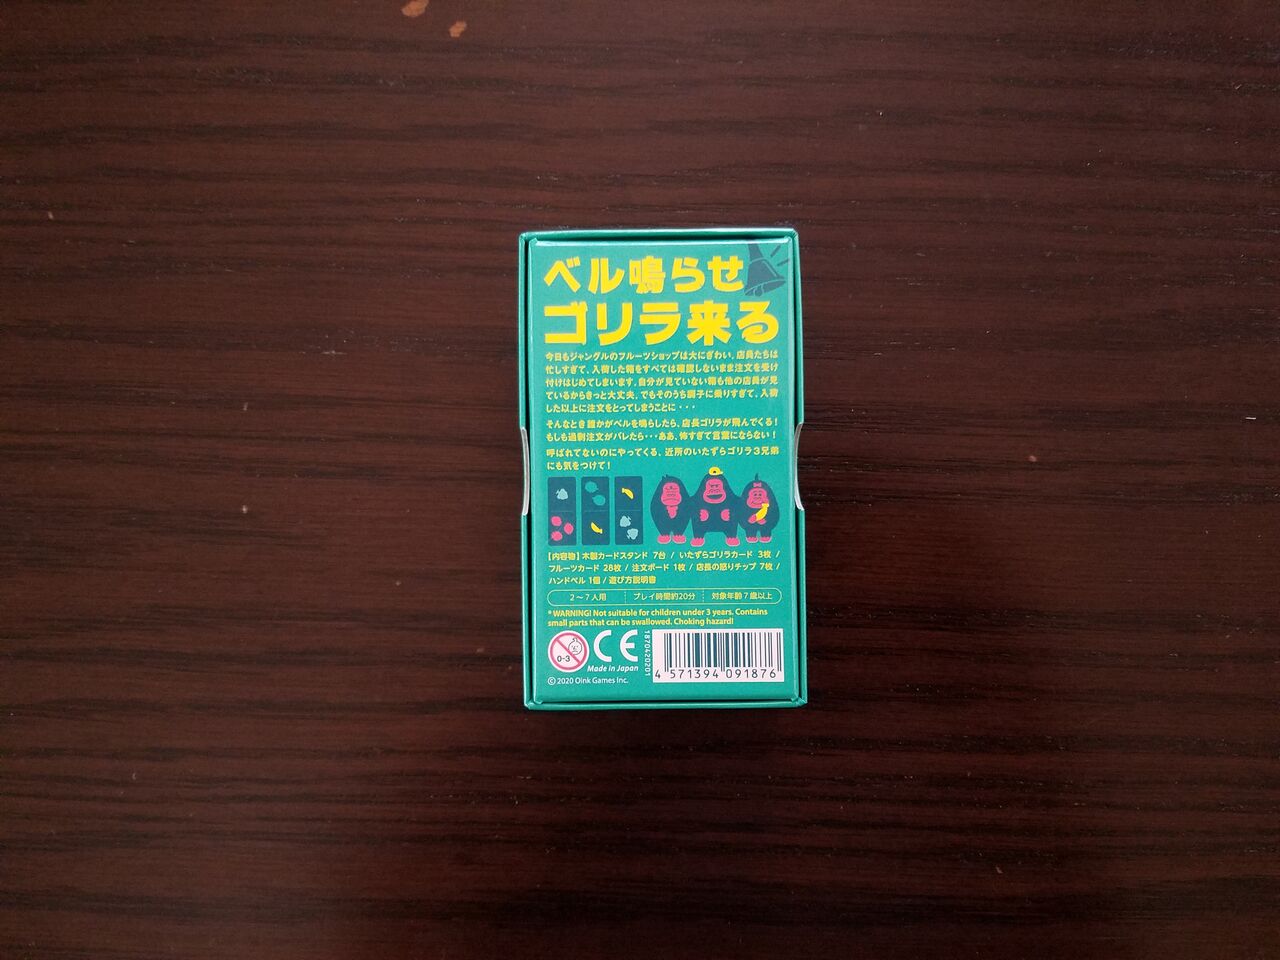 ベル鳴らせ
ゴリラ来る
今日もジャングルのフルーツショップは大にぎわい。店員たちは
忙しすぎて、入荷した箱をすべては確認しないまま注文を受け
付けはじめてしまいます。自分が見ていない箱も他の店員が見
ているからきっと大丈夫。でもそのうち調子に乗りすぎて、入荷
した以上に注文をとってしまうことに・・・
そんなとき誰かがベルを鳴らしたら、店長ゴリラが飛んでくる！
もしも過剰注文がバレたら・・・ああ、怖すぎて言葉にならない！
呼ばれてないのにやってくる、近所のいたずらゴリラ3兄弟
にも気をつけて！
【内容物】木製カードスタンド 7台 / いたずらゴリラカード 3枚 /
フルーツカード 28枚 / 注文ボード 1枚 / 店長の怒りチップ 7枚 /
ハンドベル 1個 / 遊び方説明書
2〜7人用 プレイ時間約20分 対象年齢7歳以上
* WARNING! Not suitable for children under 3 years. Contains
small parts that can be swallowed. Choking hazard!
0-3
CE
Made in Japan
© 2020 Oink Games Inc.
1870420201
4 571394 091876